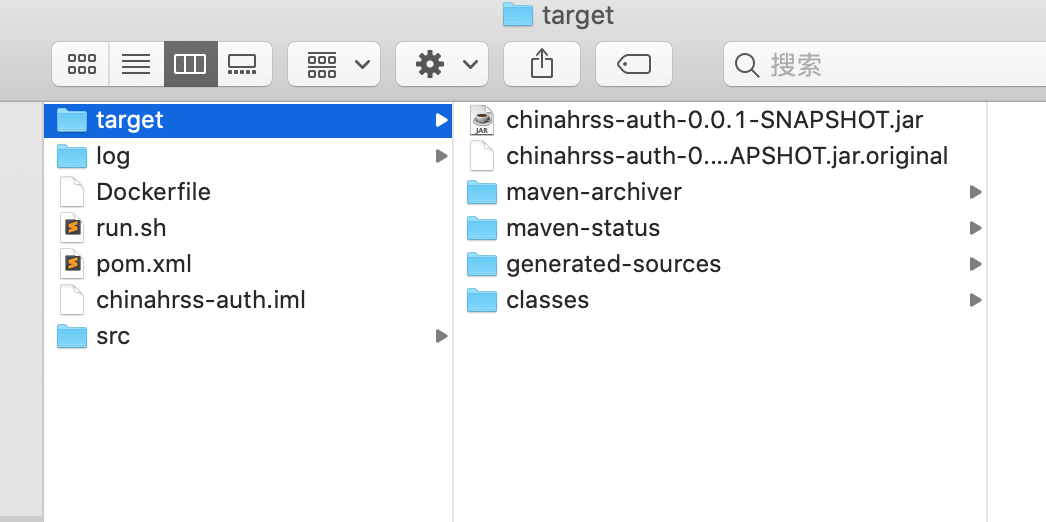 target
搜索
target
log
Dockerfile
run.sh
pom.xml
chinahrss-auth.iml
src
chinahrss-auth-0.0.1-SNAPSHOT.jar
chinahrss-auth-0....APSHOT.jar.original
maven-archiver
maven-status
generated-sources
classes
JAR